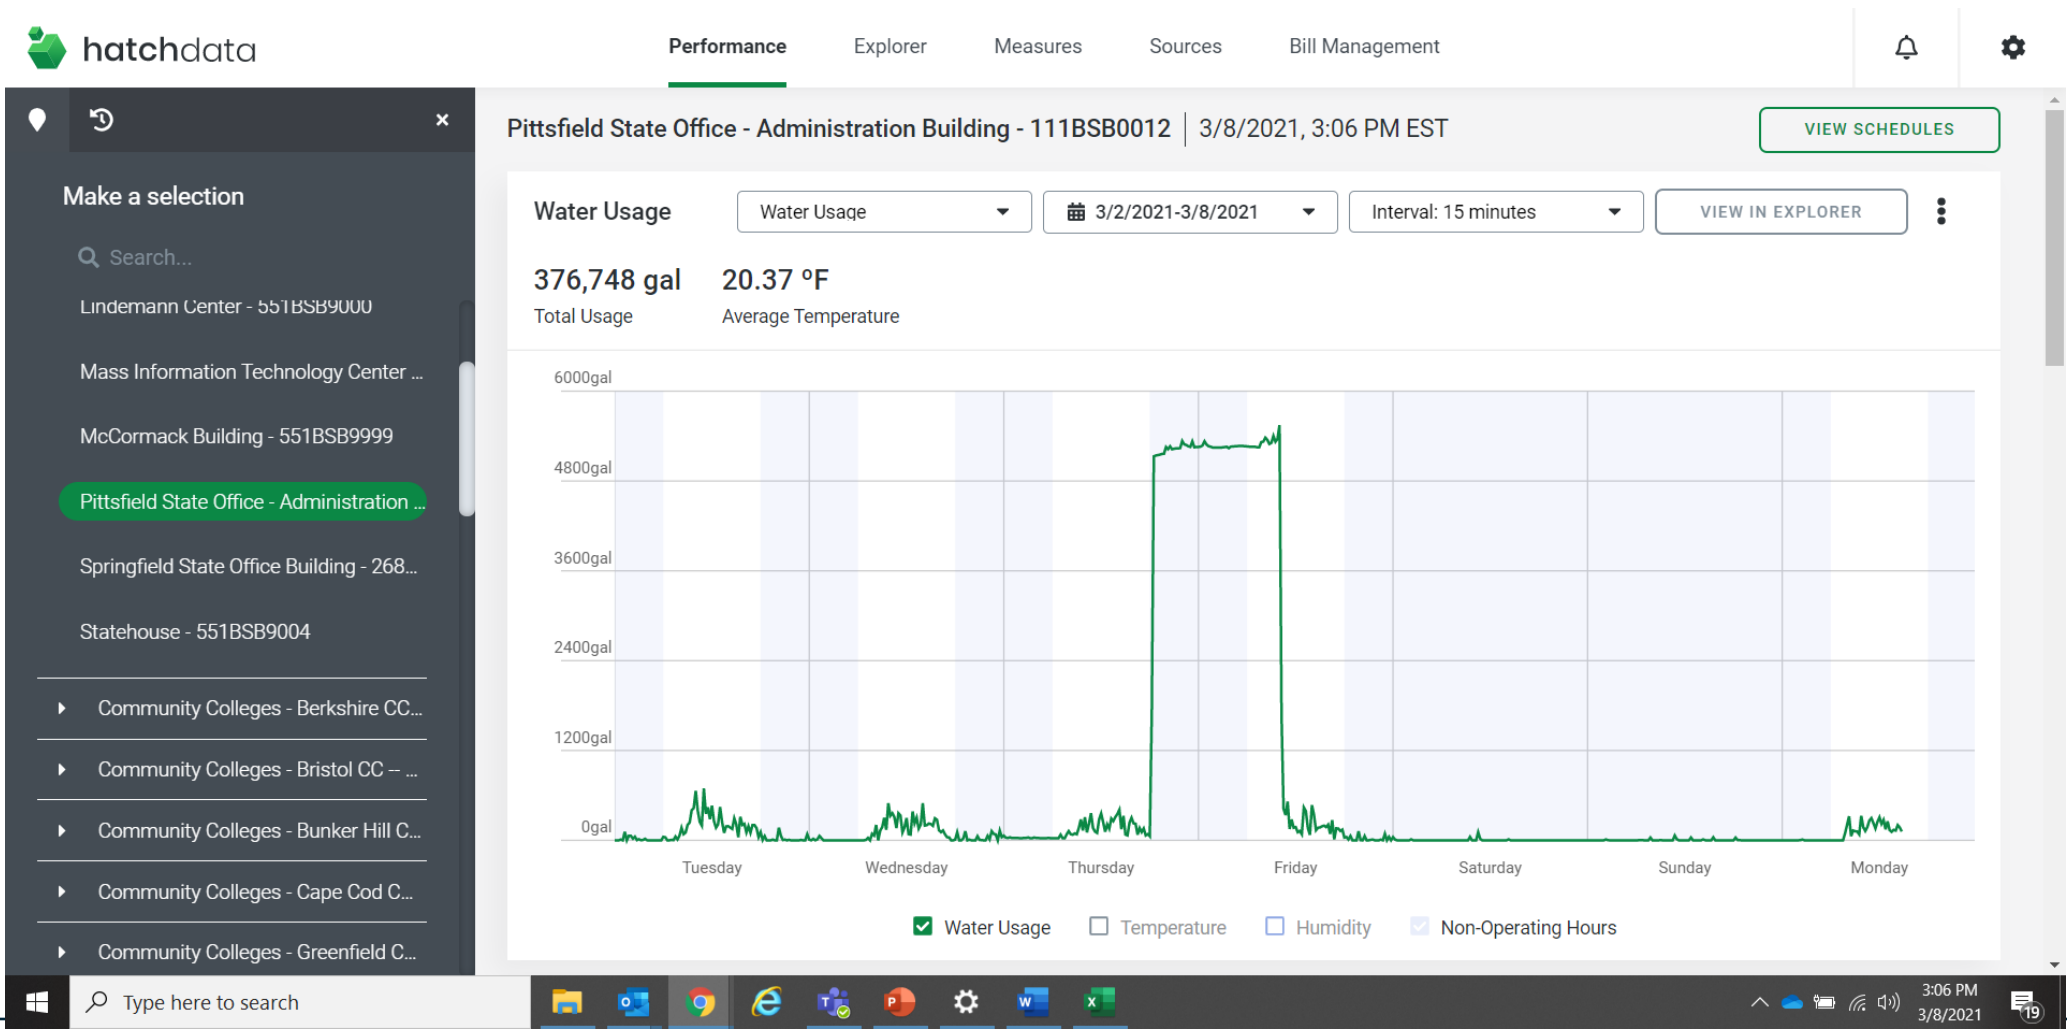 hatchdata
Performance
Explorer
Measures
Sources
Bill Management
Make a selection
Search...
Lindemann Center - 551BSB9000
Mass Information Technology Center ...
McCormack Building - 551BSB9999
Pittsfield State Office - Administration ...
Springfield State Office Building - 268...
Statehouse - 551BSB9004
Community Colleges - Berkshire CC...
Community Colleges - Bristol CC -- ...
Community Colleges - Bunker Hill C...
Community Colleges - Cape Cod C...
Community Colleges - Greenfield C...
Pittsfield State Office - Administration Building - 111BSB0012 | 3/8/2021, 3:06 PM EST
VIEW SCHEDULES
Water Usage
Water Usage
3/2/2021-3/8/2021
Interval: 15 minutes
VIEW IN EXPLORER
376,748 gal
Total Usage
20.37 ºF
Average Temperature
6000gal
4800gal
3600gal
2400gal
1200gal
0gal
Tuesday
Wednesday
Thursday
Friday
Saturday
Sunday
Monday
Water Usage
Temperature
Humidity
Non-Operating Hours
Type here to search
3:06 PM
3/8/2021
19